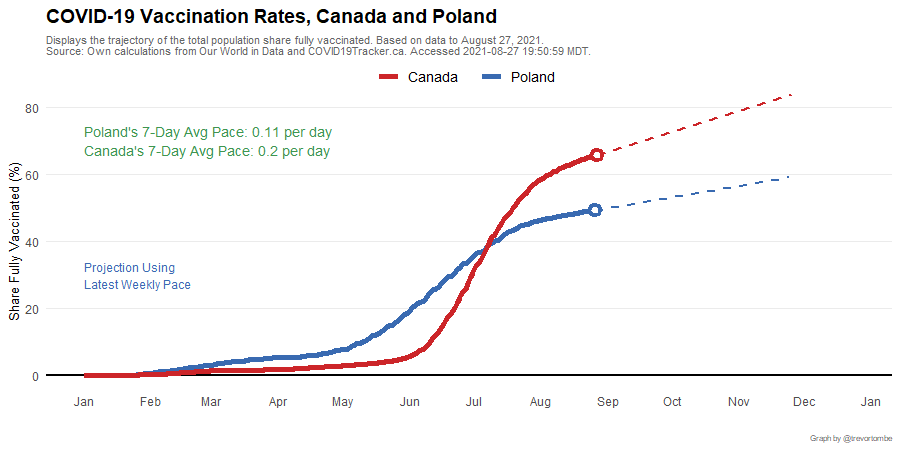 COVID-19 Vaccination Rates, Canada and Poland
Displays the trajectory of the total population share fully vaccinated. Based on data to August 27, 2021.
Source: Own calculations from Our World in Data and COVID19Tracker.ca. Accessed 2021-08-27 19:50:59 MDT.
Canada Poland
Poland's 7-Day Avg Pace: 0.11 per day
Canada's 7-Day Avg Pace: 0.2 per day
Projection Using
Latest Weekly Pace
Share Fully Vaccinated (%)
80
60
40
20
0
Jan Feb Mar Apr May Jun Jul Aug Sep Oct Nov Dec Jan
Graph by @trevortombe